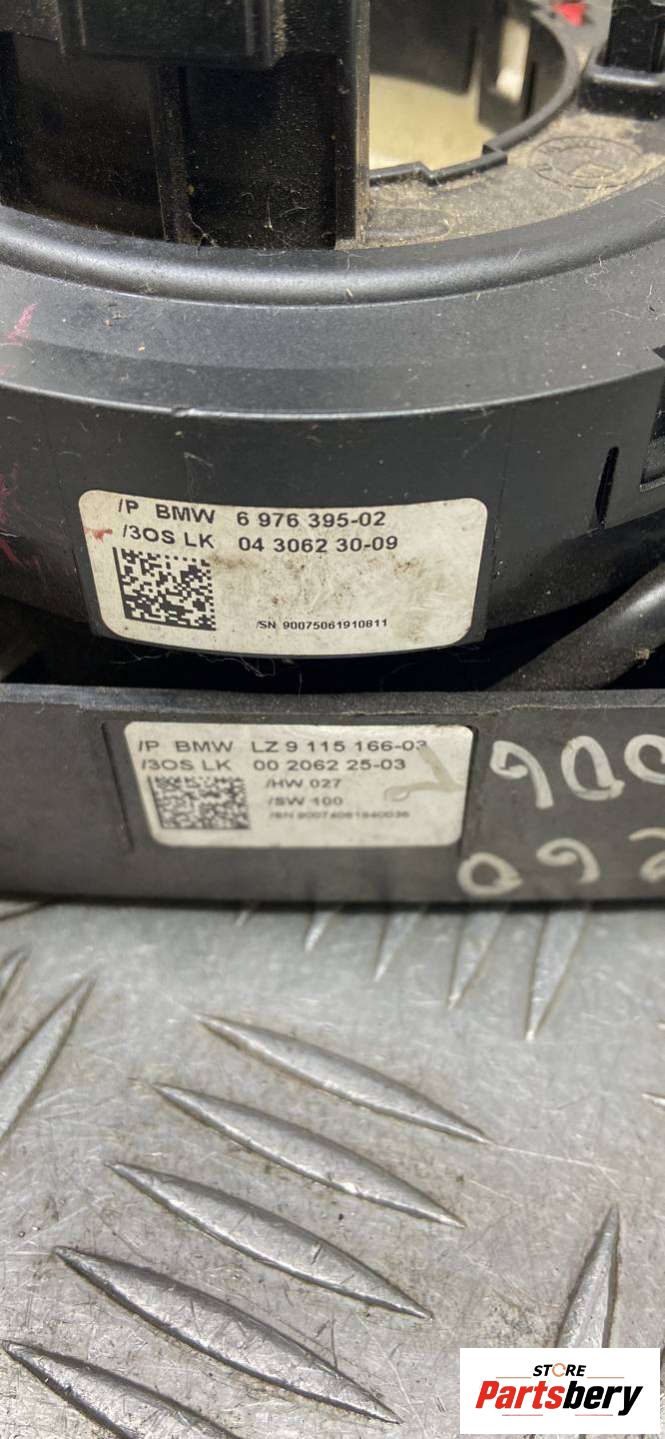 /P BMW 6 976 395-02
/3OS LK 04 3062 30-09
/SN 90075061910811
/P BMW LZ 9 115 166-03
/3OS LK 00 2062 25-03
/HW 027
/SW 100
E60
STORE
Partsbery